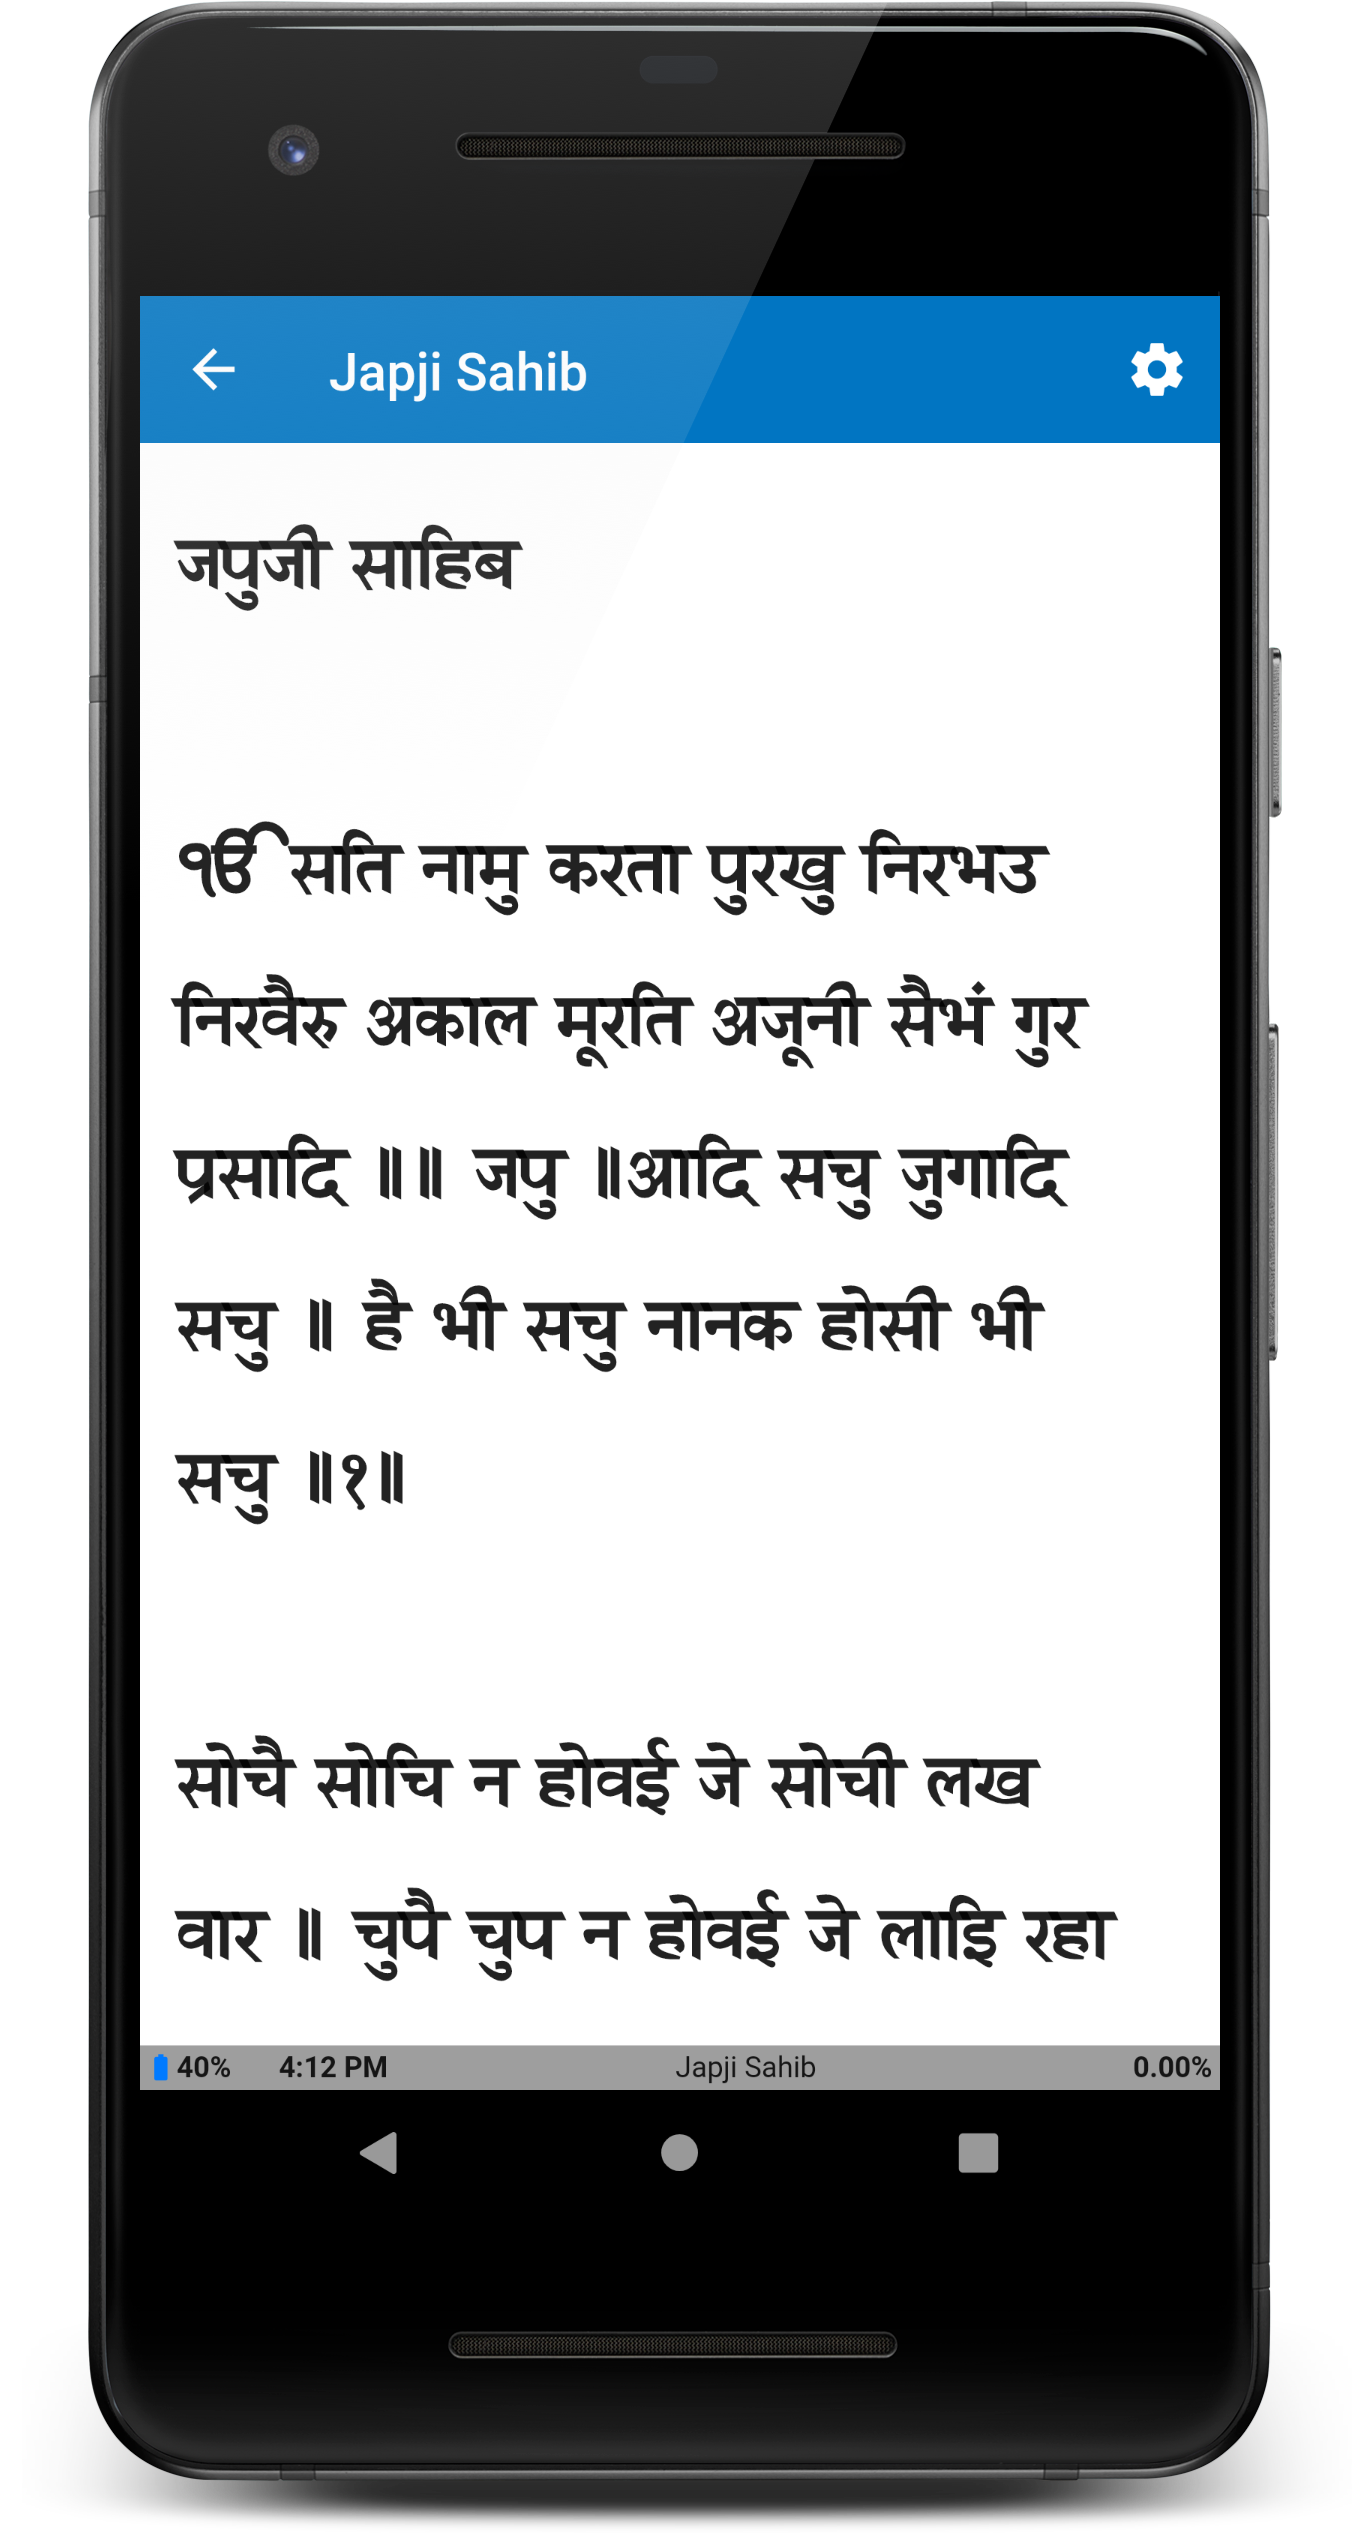 Japji Sahib
जपुजी साहिब
ੴ सति नामु करता पुरखु निरभउ
निरवैरु अकाल मूरति अजूनी सैभं गुर
प्रसादि ॥॥ जपु ॥आदि सचु जुगादि
सचु ॥ है भी सचु नानक होसी भी
सचु ॥१॥
सोचै सोचि न होवई जे सोची लख
वार ॥ चुपै चुप न होवई जे लाइि रहा
40% 4:12 PM Japji Sahib 0.00%